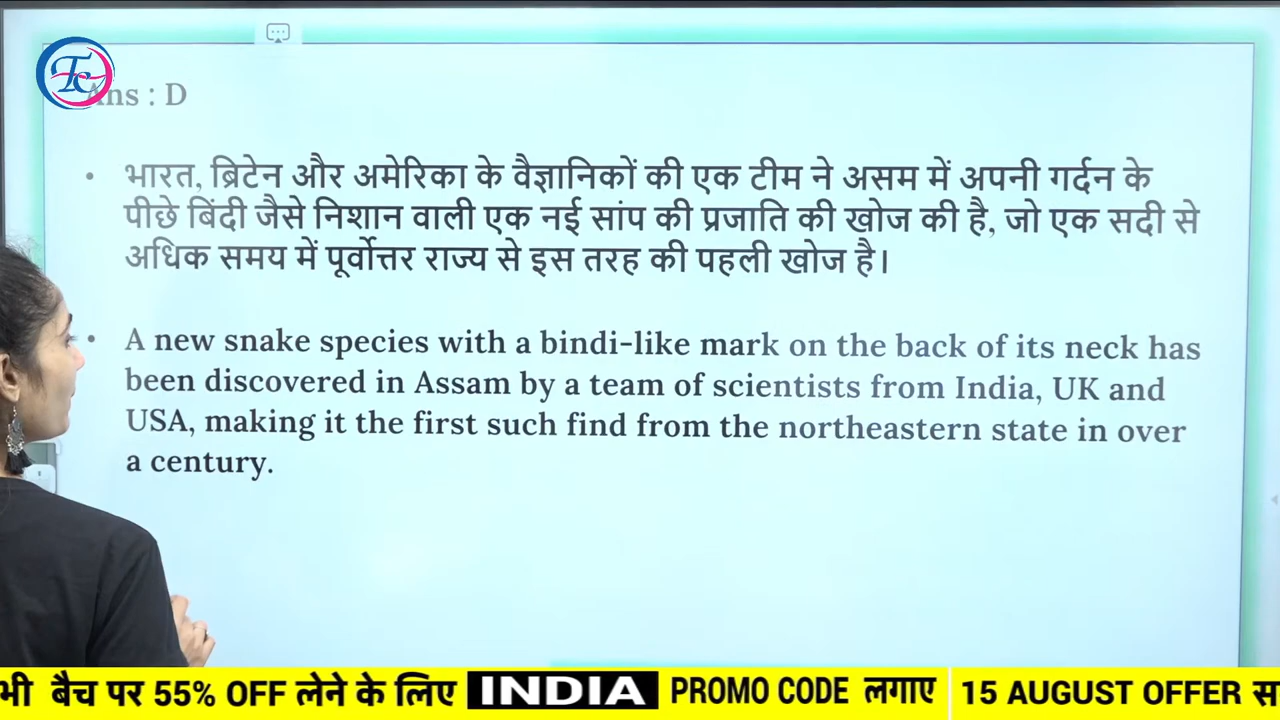 Ans : D
• भारत, ब्रिटेन और अमेरिका के वैज्ञानिकों की एक टीम ने असम में अपनी गर्दन के
पीछे बिंदी जैसे निशान वाली एक नई सांप की प्रजाति की खोज की है, जो एक सदी से
अधिक समय में पूर्वोत्तर राज्य से इस तरह की पहली खोज है।
• A new snake species with a bindi-like mark on the back of its neck has
been discovered in Assam by a team of scientists from India, UK and
USA, making it the first such find from the northeastern state in over
a century.
भी बैच पर 55% OFF लेने के लिए INDIA PROMO CODE लगाए 15 AUGUST OFFER